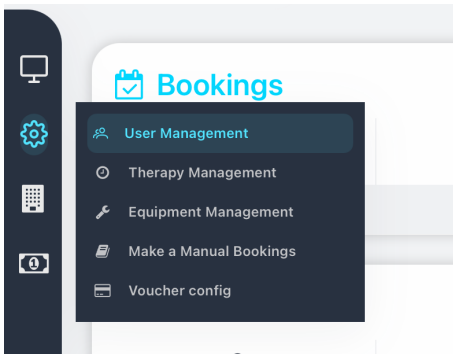 Bookings
User Management
Therapy Management
Equipment Management
Make a Manual Bookings
Voucher config